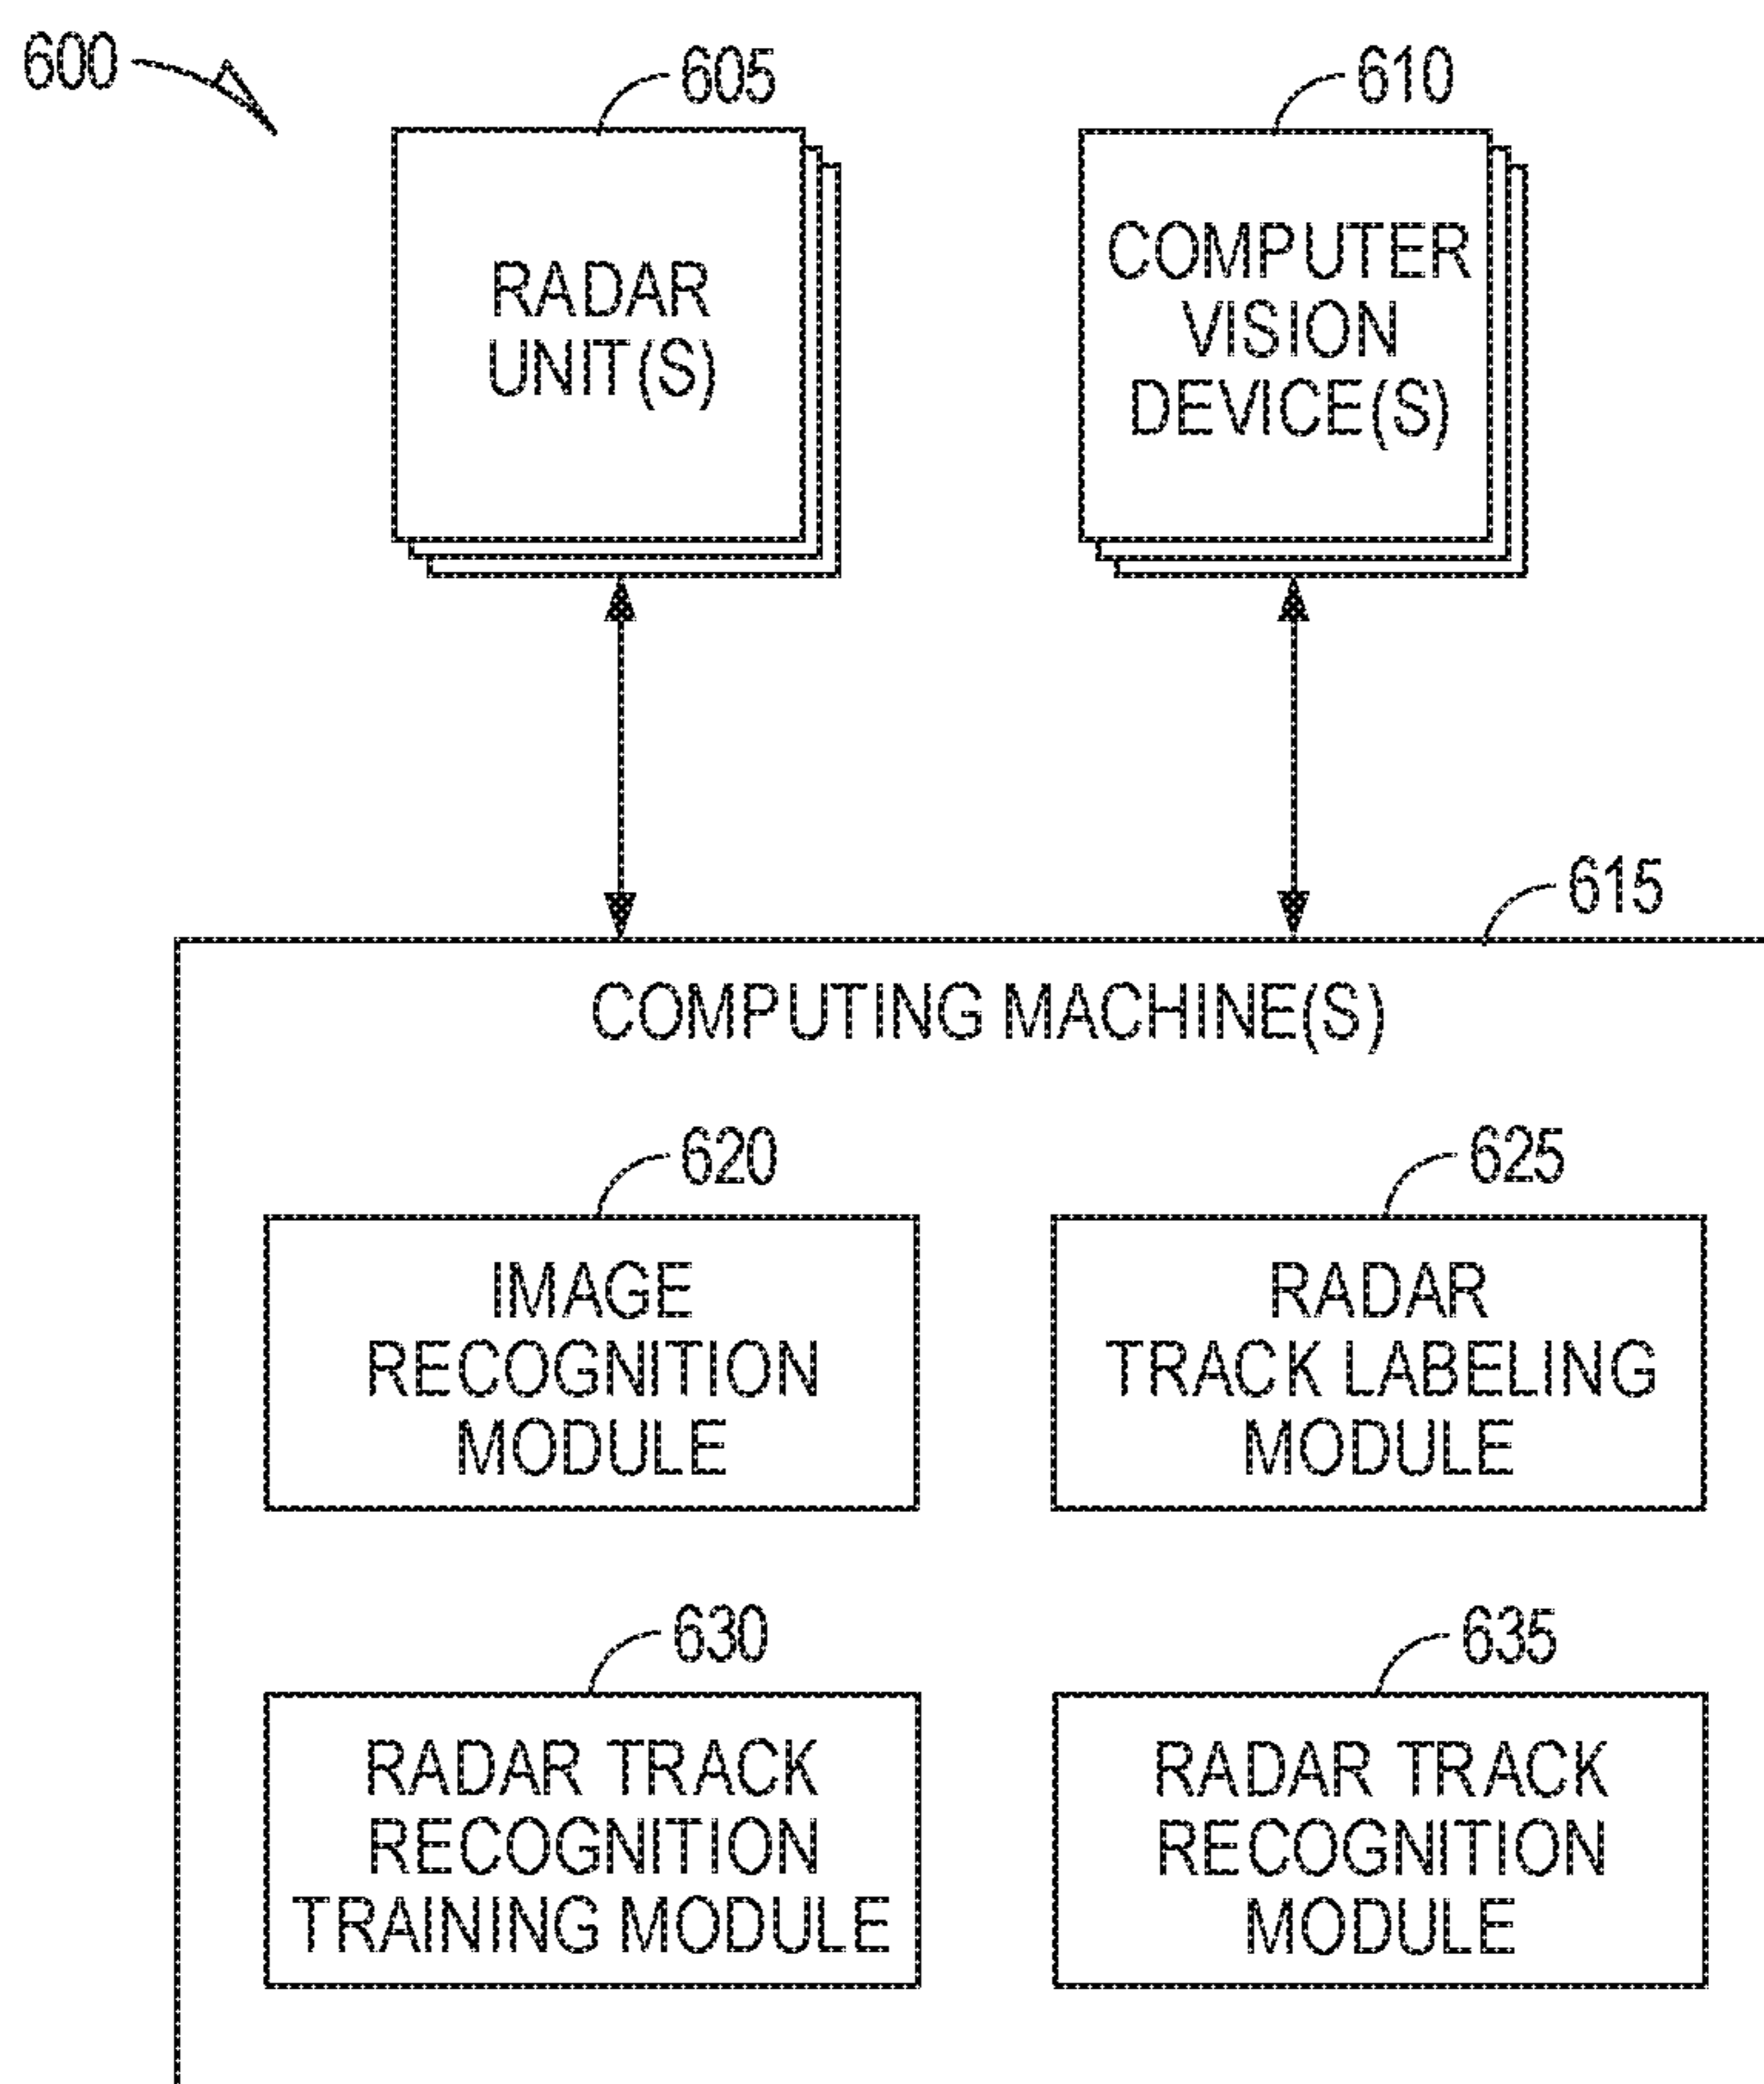 600
605
610
RADAR
UNIT(S)
COMPUTER
VISION
DEVICE(S)
615
COMPUTING MACHINE(S)
620
625
IMAGE
RECOGNITION
MODULE
RADAR
TRACK LABELING
MODULE
630
635
RADAR TRACK
RECOGNITION
TRAINING MODULE
RADAR TRACK
RECOGNITION
MODULE